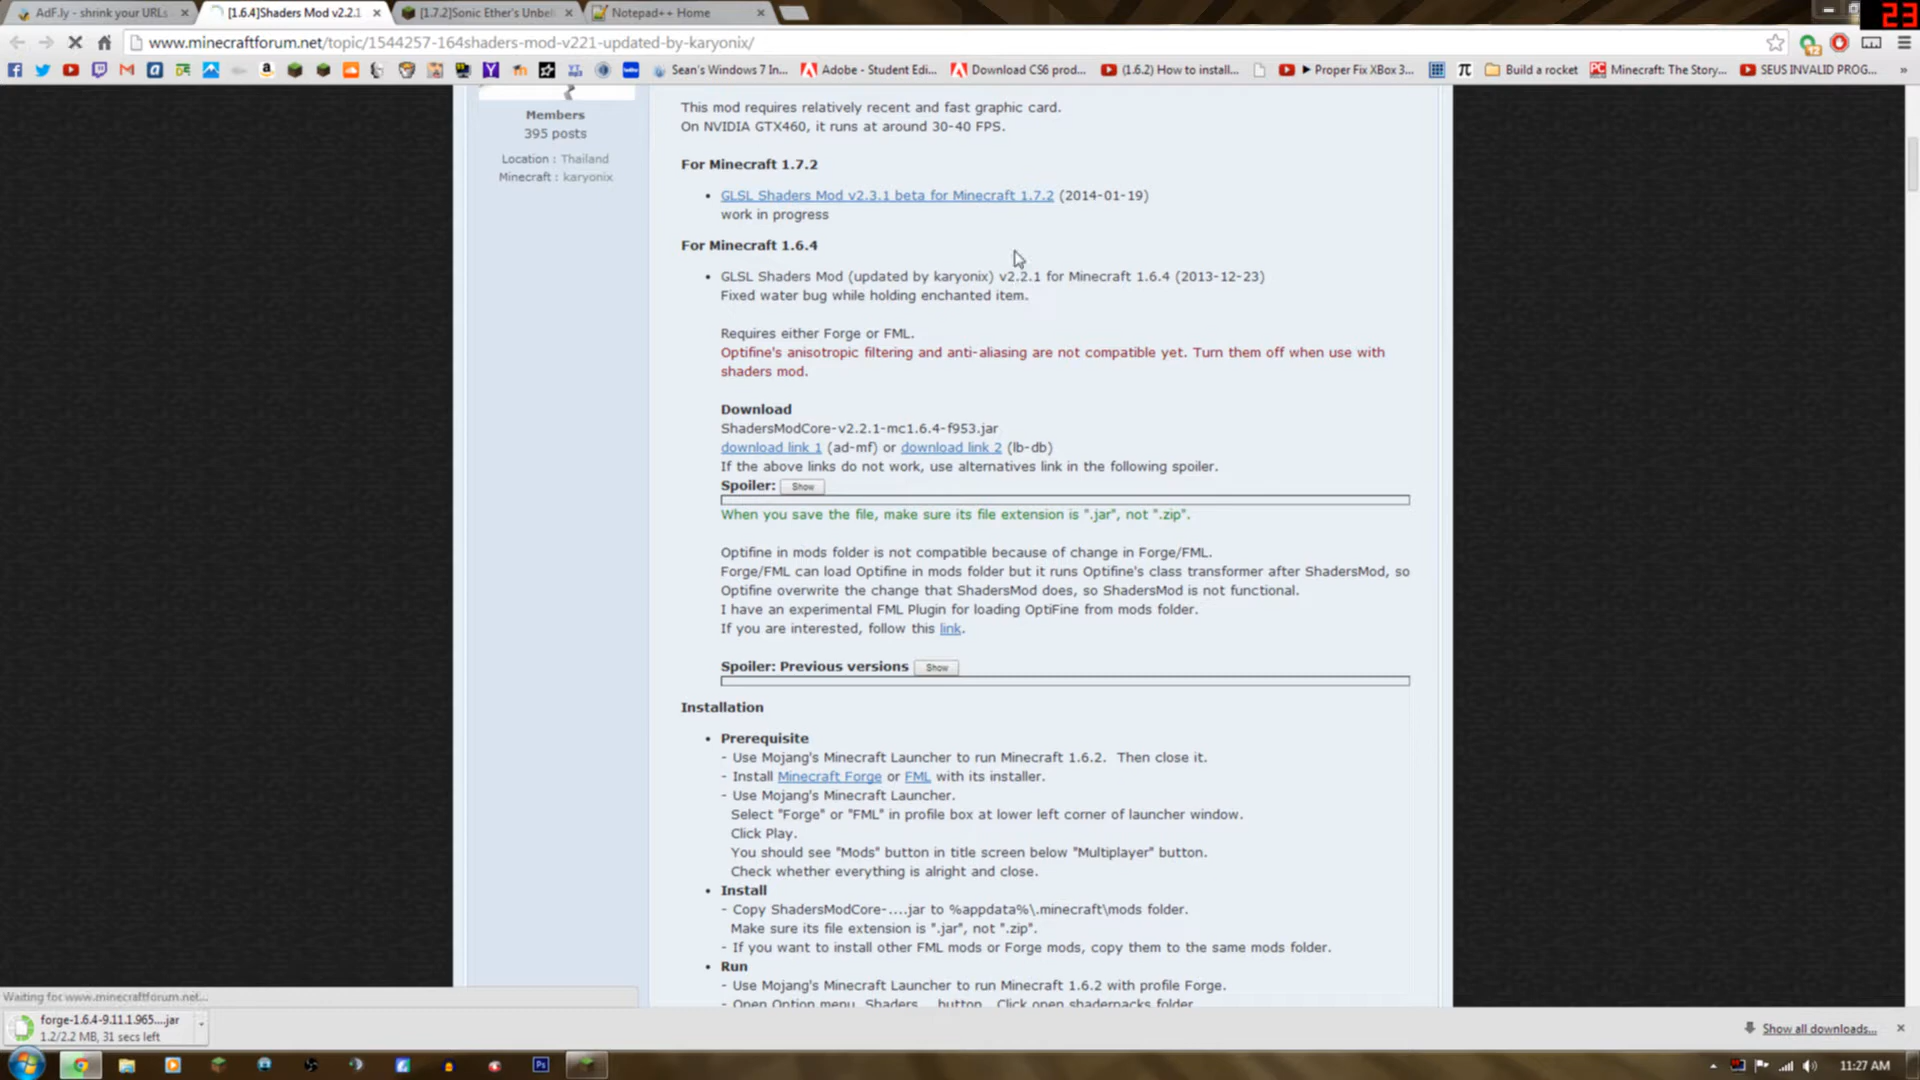 AdF.ly - shrink your URLs
[1.6.4]Shaders Mod v2.2.1
[1.7.2]Sonic Ether's Unbel
Notepad++ Home
23
www.minecraftforum.net/topic/1544257-164shaders-mod-v221-updated-by-karyonix/
Sean's Windows 7 In...
Adobe - Student Edi...
Download CS6 prod...
(1.6.2) How to install...
► Proper Fix XBox 3...
Build a rocket
Minecraft: The Story...
SEUS INVALID PROG...
»
Members
395 posts
Location : Thailand
Minecraft : karyonix
This mod requires relatively recent and fast graphic card.
On NVIDIA GTX460, it runs at around 30-40 FPS.
For Minecraft 1.7.2
• GLSL Shaders Mod v2.3.1 beta for Minecraft 1.7.2 (2014-01-19)
work in progress
For Minecraft 1.6.4
• GLSL Shaders Mod (updated by karyonix) v2.2.1 for Minecraft 1.6.4 (2013-12-23)
Fixed water bug while holding enchanted item.
Requires either Forge or FML.
Optifine's anisotropic filtering and anti-aliasing are not compatible yet. Turn them off when use with
shaders mod.
Download
ShadersModCore-v2.2.1-mc1.6.4-f953.jar
download link 1 (ad-mf) or download link 2 (lb-db)
If the above links do not work, use alternatives link in the following spoiler.
Spoiler: Show
When you save the file, make sure its file extension is ".jar", not ".zip".
Optifine in mods folder is not compatible because of change in Forge/FML.
Forge/FML can load Optifine in mods folder but it runs Optifine's class transformer after ShadersMod, so
Optifine overwrite the change that ShadersMod does, so ShadersMod is not functional.
I have an experimental FML Plugin for loading OptiFine from mods folder.
If you are interested, follow this link.
Spoiler: Previous versions Show
Installation
• Prerequisite
- Use Mojang's Minecraft Launcher to run Minecraft 1.6.2. Then close it.
- Install Minecraft Forge or FML with its installer.
- Use Mojang's Minecraft Launcher.
Select "Forge" or "FML" in profile box at lower left corner of launcher window.
Click Play.
You should see "Mods" button in title screen below "Multiplayer" button.
Check whether everything is alright and close.
• Install
- Copy ShadersModCore-....jar to %appdata%\.minecraft\mods folder.
Make sure its file extension is ".jar", not ".zip".
- If you want to install other FML mods or Forge mods, copy them to the same mods folder.
• Run
- Use Mojang's Minecraft Launcher to run Minecraft 1.6.2 with profile Forge.
- Open Option menu, Shaders... button. Click open shaderpacks folder
Waiting for www.minecraftforum.net...
forge-1.6.4-9.11.1.965....jar
1.2/2.2 MB, 31 secs left
Show all downloads...
11:27 AM